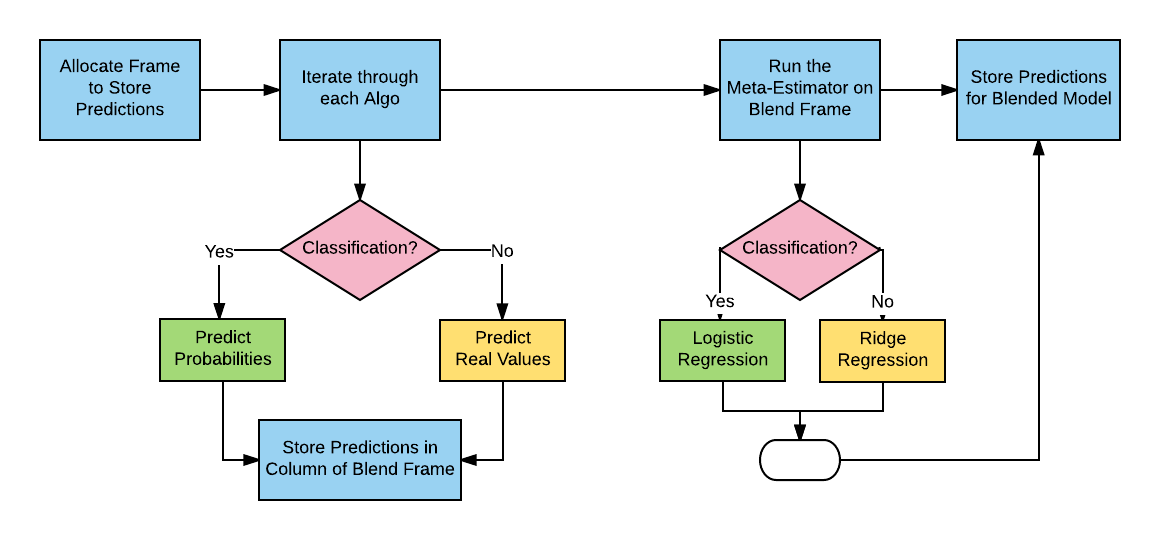 Allocate Frame
to Store
Predictions
Iterate through
each Algo
Run the
Meta-Estimator on
Blend Frame
Store Predictions
for Blended Model
Classification?
Yes
No
Predict
Probabilities
Predict
Real Values
Store Predictions in
Column of Blend Frame
Classification?
Yes
No
Logistic
Regression
Ridge
Regression